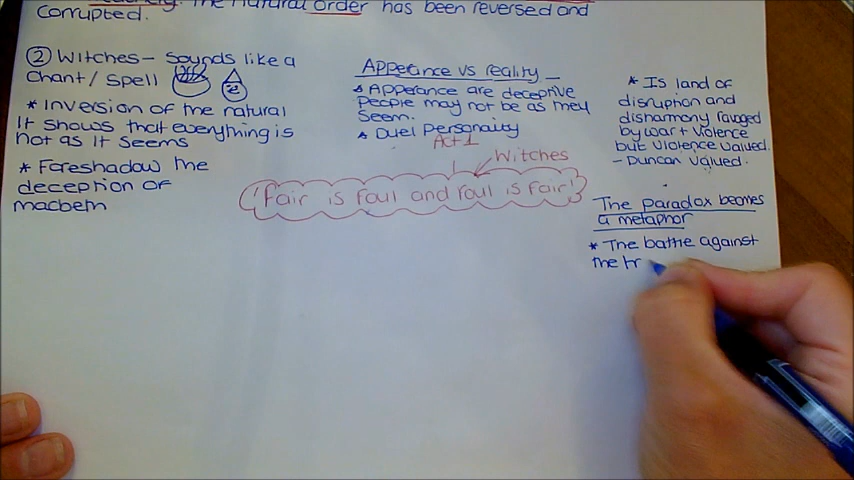 The natural order has been reversed and
corrupted.
② Witches – sounds like a
chant / spell
* Inversion of the natural
It shows that everything is
not as It seems
* Foreshadow the
deception of
macbeth
Apperance vs reality –
* Apperance are deceptive
People may not be as they
seem.
* Duel Personality
Act 1
Witches
'Fair is foul and foul is fair'
* Is land of
disruption and
disharmony ravaged
by war + violence
but violence valued.
– Duncan valued.
The paradox becomes
a metaphor
* The battle against
the tr